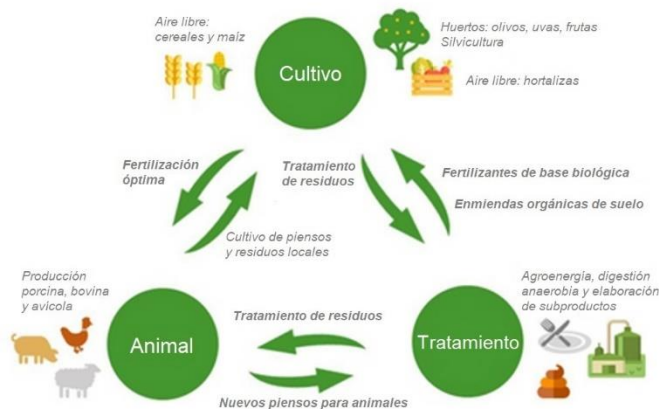 Aire libre:
cereales y maíz
Cultivo
Huertos: olivos, uvas, frutas
Silvicultura
Aire libre: hortalizas
Fertilización
óptima
Tratamiento
de residuos
Fertilizantes de base biológica
Enmiendas orgánicas de suelo
Cultivo de piensos
y residuos locales
Producción
porcina, bovina
y avícola
Agroenergía, digestión
anaerobia y elaboración
de subproductos
Animal
Tratamiento de residuos
Tratamiento
Nuevos piensos para animales